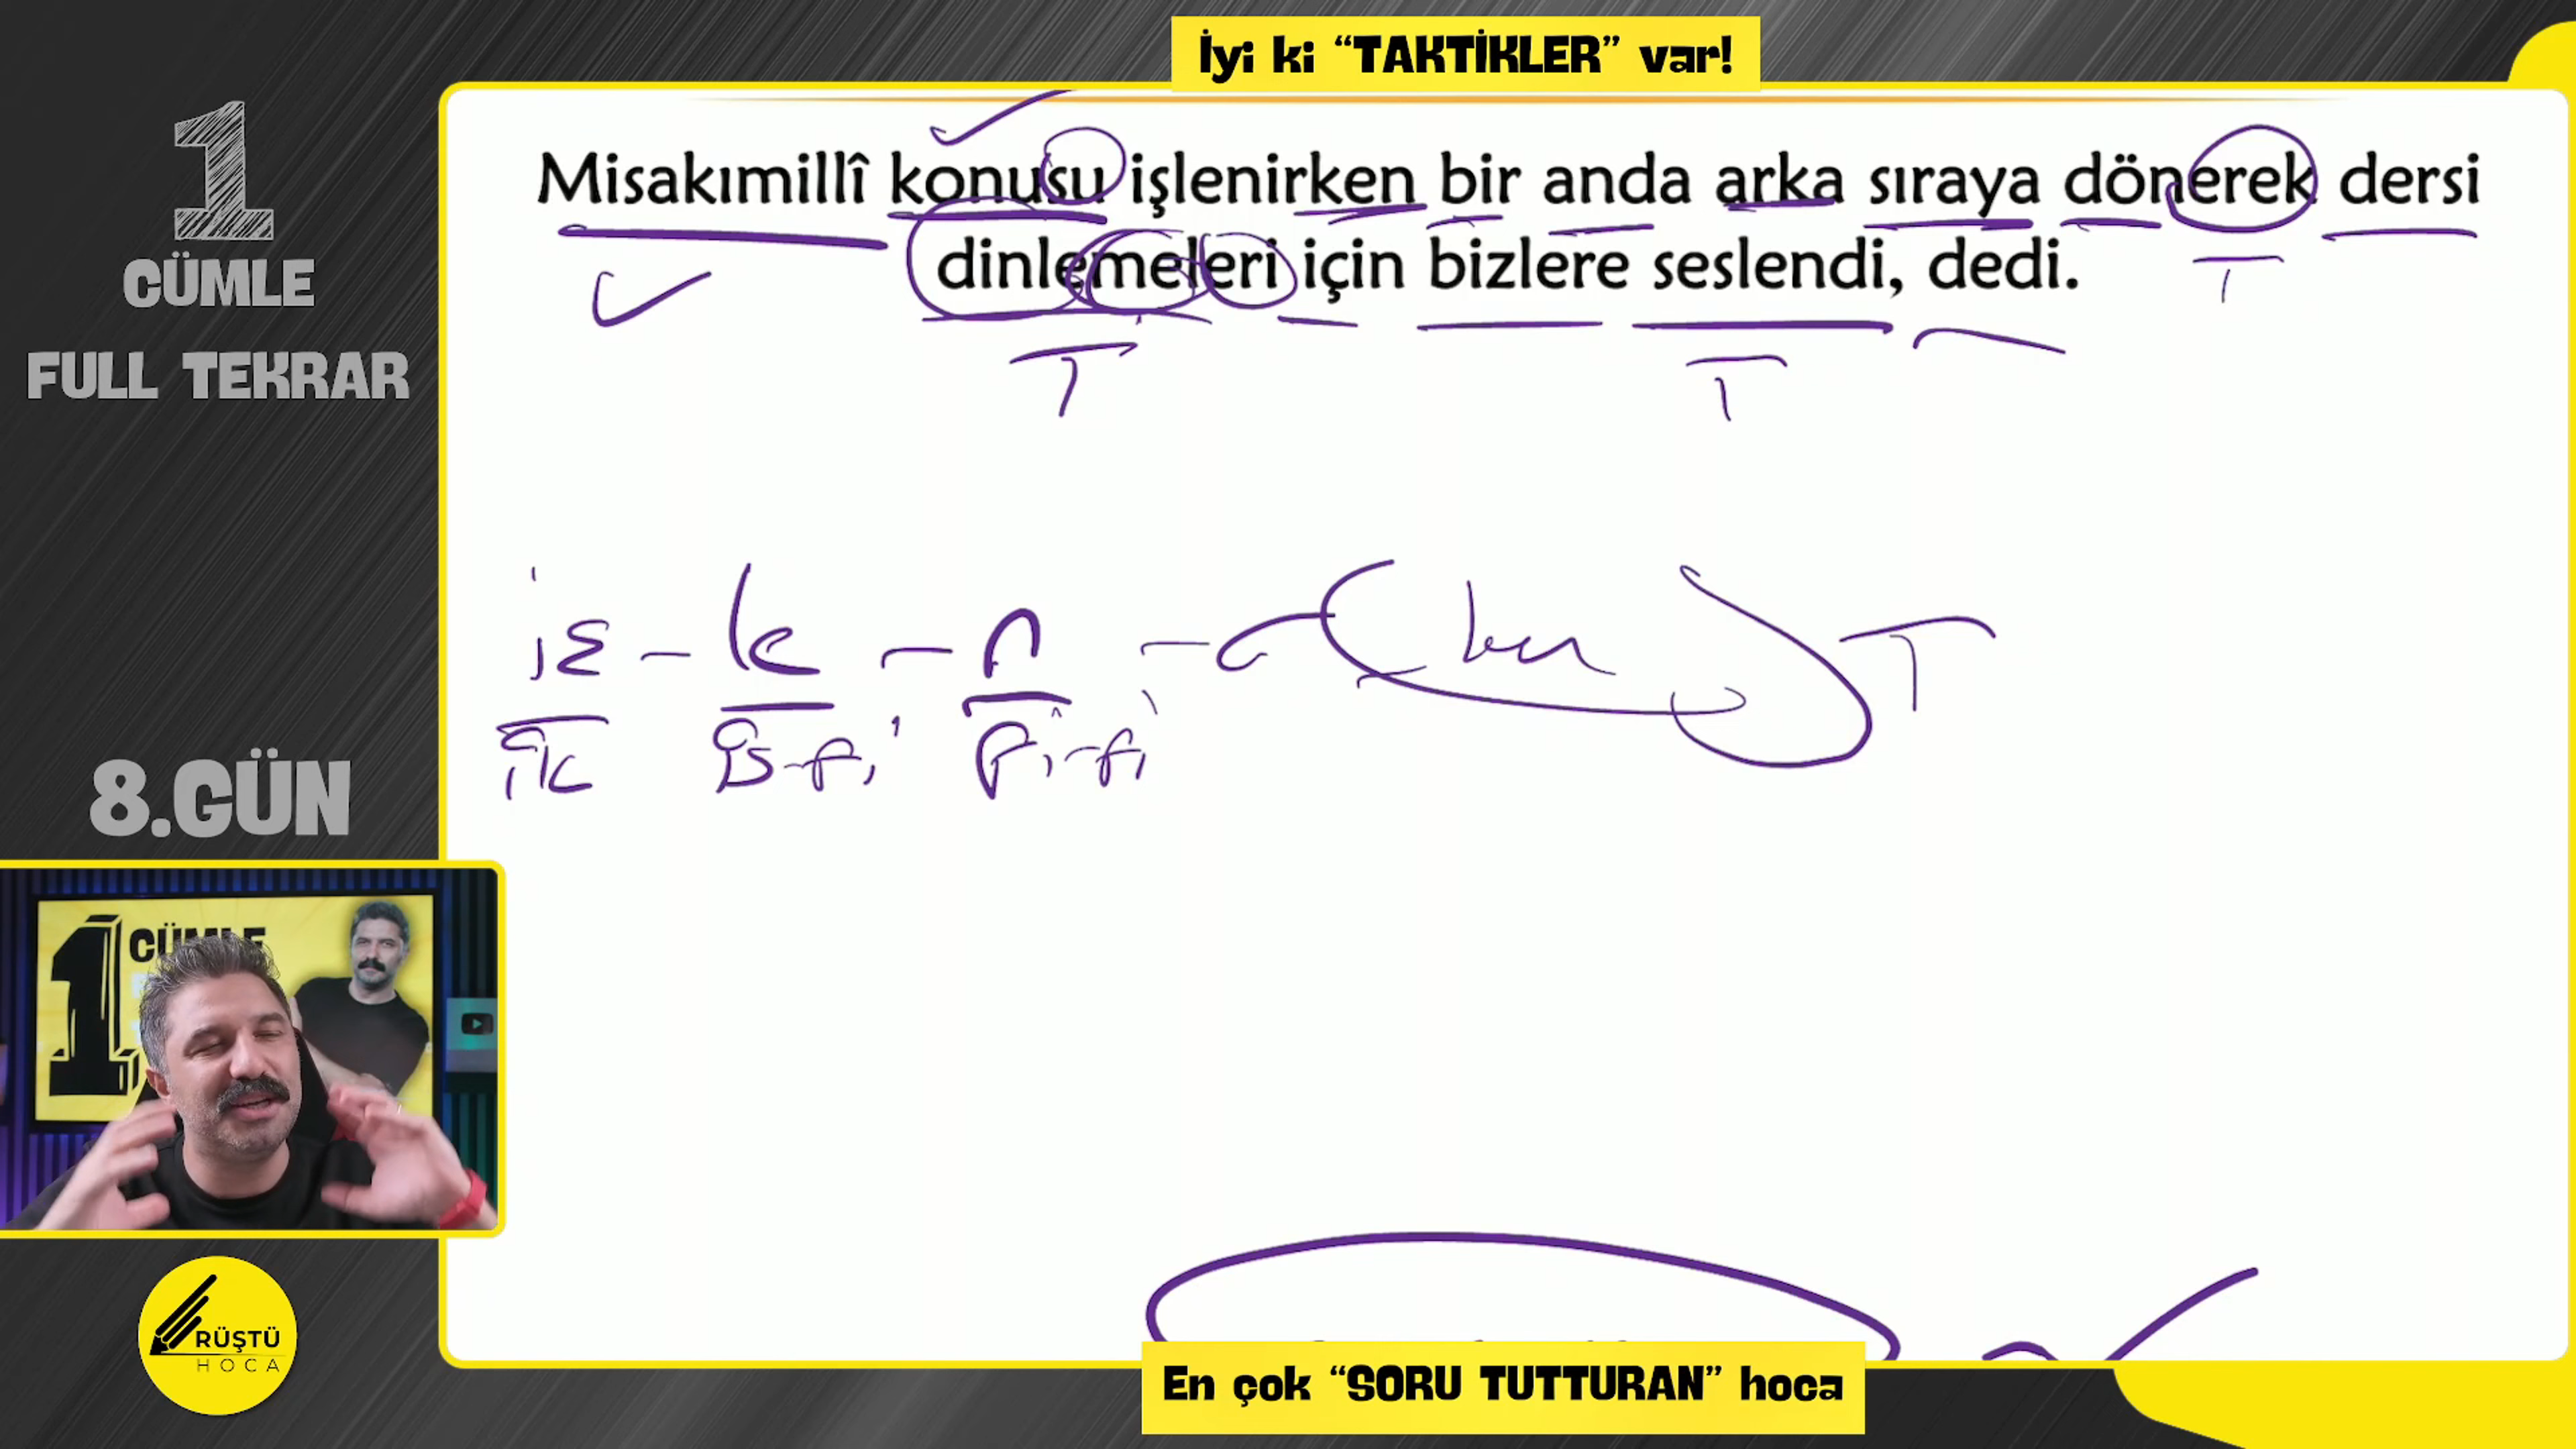 İyi ki “TAKTİKLER” var!
1
CÜMLE
FULL TEKRAR
Misakımillî konusu işlenirken bir anda arka sıraya dönerek dersi
dinlemeleri için bizlere seslendi, dedi.
T
T
T
T
8.GÜN
1
RÜŞTÜ
HOCA
En çok “SORU TUTTURAN” hoca